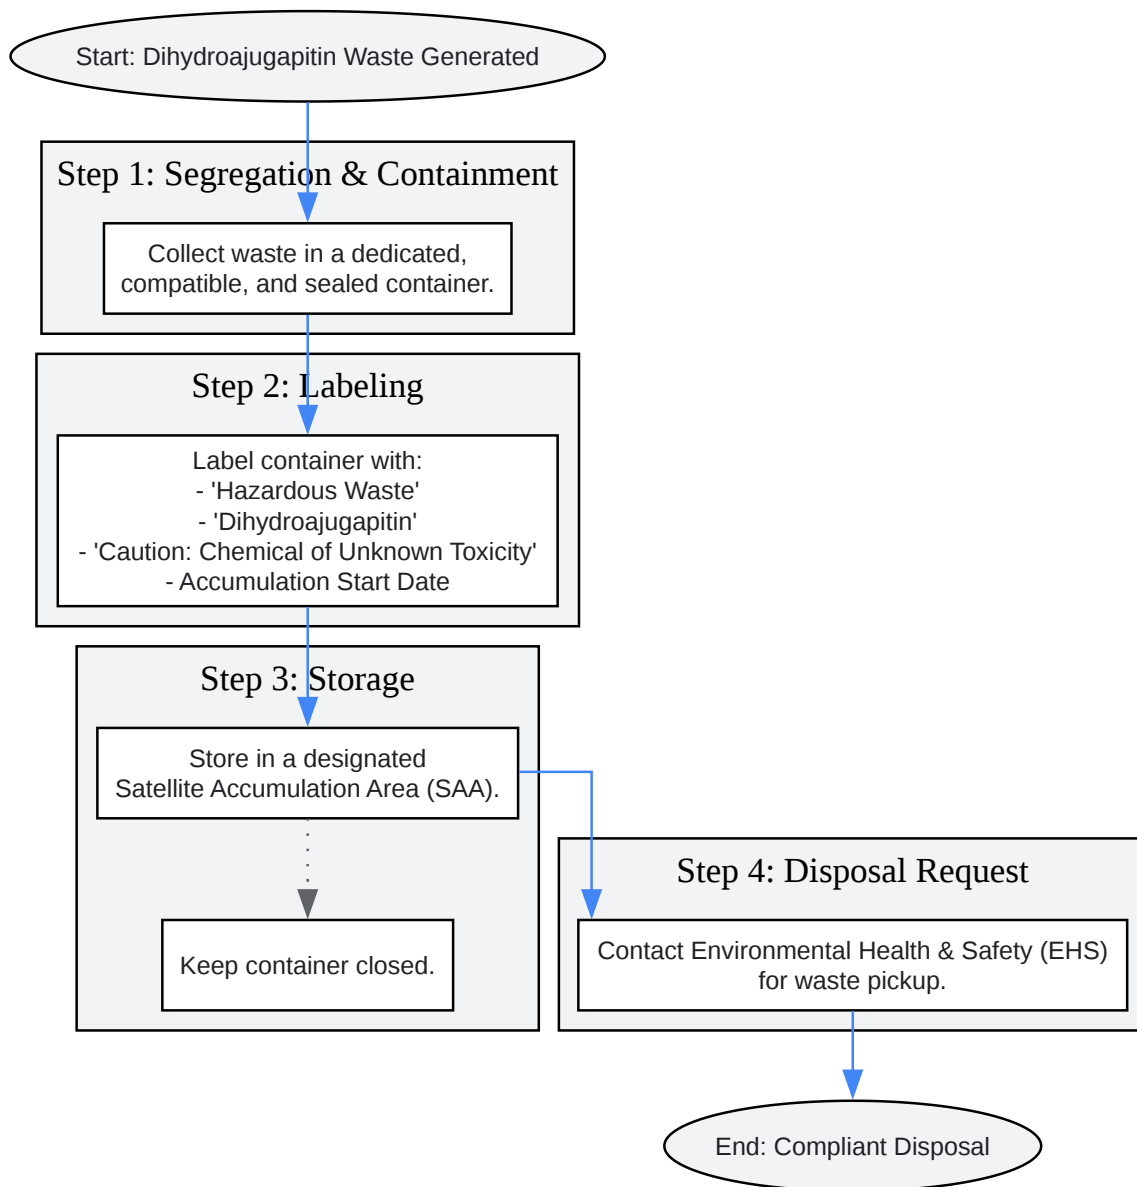 Start: Dihydroajugapitin Waste Generated
Step 1: Segregation & Containment
Collect waste in a dedicated,
compatible, and sealed container.
Step 2: Labeling
Label container with:
- 'Hazardous Waste'
- 'Dihydroajugapitin'
- 'Caution: Chemical of Unknown Toxicity'
- Accumulation Start Date
Step 3: Storage
Store in a designated
Satellite Accumulation Area (SAA).
Keep container closed.
Step 4: Disposal Request
Contact Environmental Health & Safety (EHS)
for waste pickup.
End: Compliant Disposal